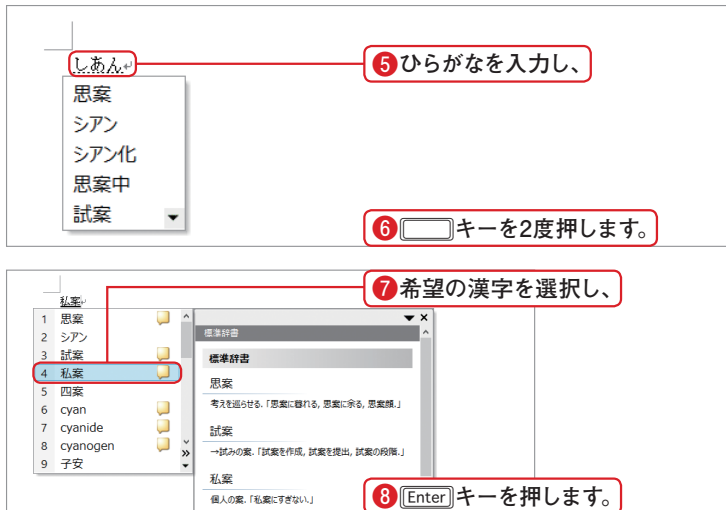 しあん
⑤ひらがなを入力し、
思案
シアン
シアン化
思案中
試案
⑥キーを2度押します。
⑦希望の漢字を選択し、
私案
1 思案
2 シアン
3 試案
4 私案
5 四案
6 cyan
7 cyanide
8 cyanogen
9 子安
標準辞書
標準辞書
思案
考えを巡らせる.「思案に暮れる, 思案に余る, 思案顔.」
試案
→試みの案.「試案を作成, 試案を提出, 試案の段階.」
私案
個人の案.「私案にすぎない.」
⑧Enterキーを押します。